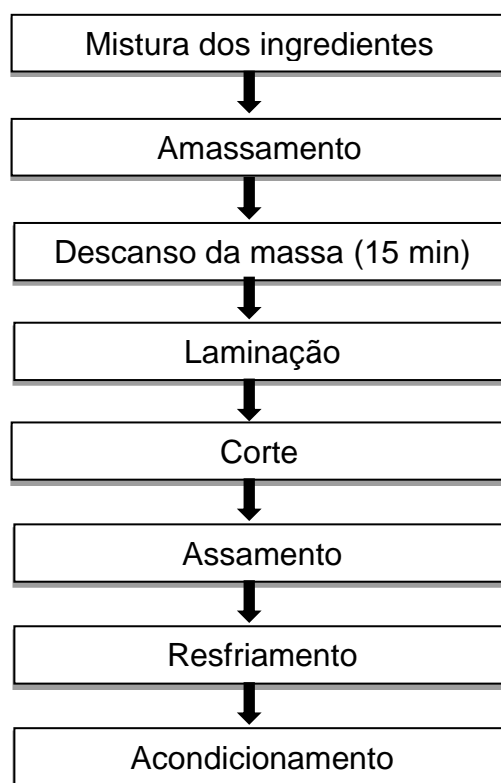 Mistura dos ingredientes
Amassamento
Descanso da massa (15 min)
Laminação
Corte
Assamento
Resfriamento
Acondicionamento